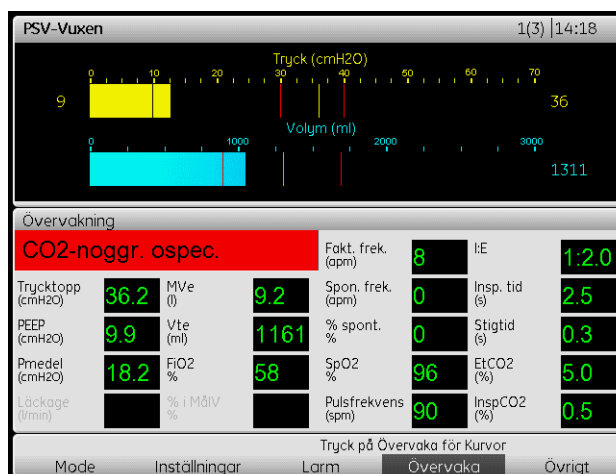 PSV-Vuxen 1(3) 14:18
Tryck (cmH2O)
0 10 20 30 40 50 60 70
9 36
Volym (ml)
0 1000 2000 3000
1311
Övervakning
CO2-noggr. ospec.
Fakt. frek. (apm) 8 I:E 1:2.0
Trycktopp (cmH2O) 36.2 MVe (l) 9.2 Spon. frek. (apm) 0 Insp. tid (s) 2.5
PEEP (cmH2O) 9.9 Vte (ml) 1161 % spont. % 0 Stigtid (s) 0.3
Pmedel (cmH2O) 18.2 FiO2 % 58 SpO2 % 96 EtCO2 (%) 5.0
Läckage (l/min) % i MålV % Pulsfrekvens (spm) 90 InspCO2 (%) 0.5
Tryck på Övervaka för Kurvor
Mode Inställningar Larm Övervaka Övrigt